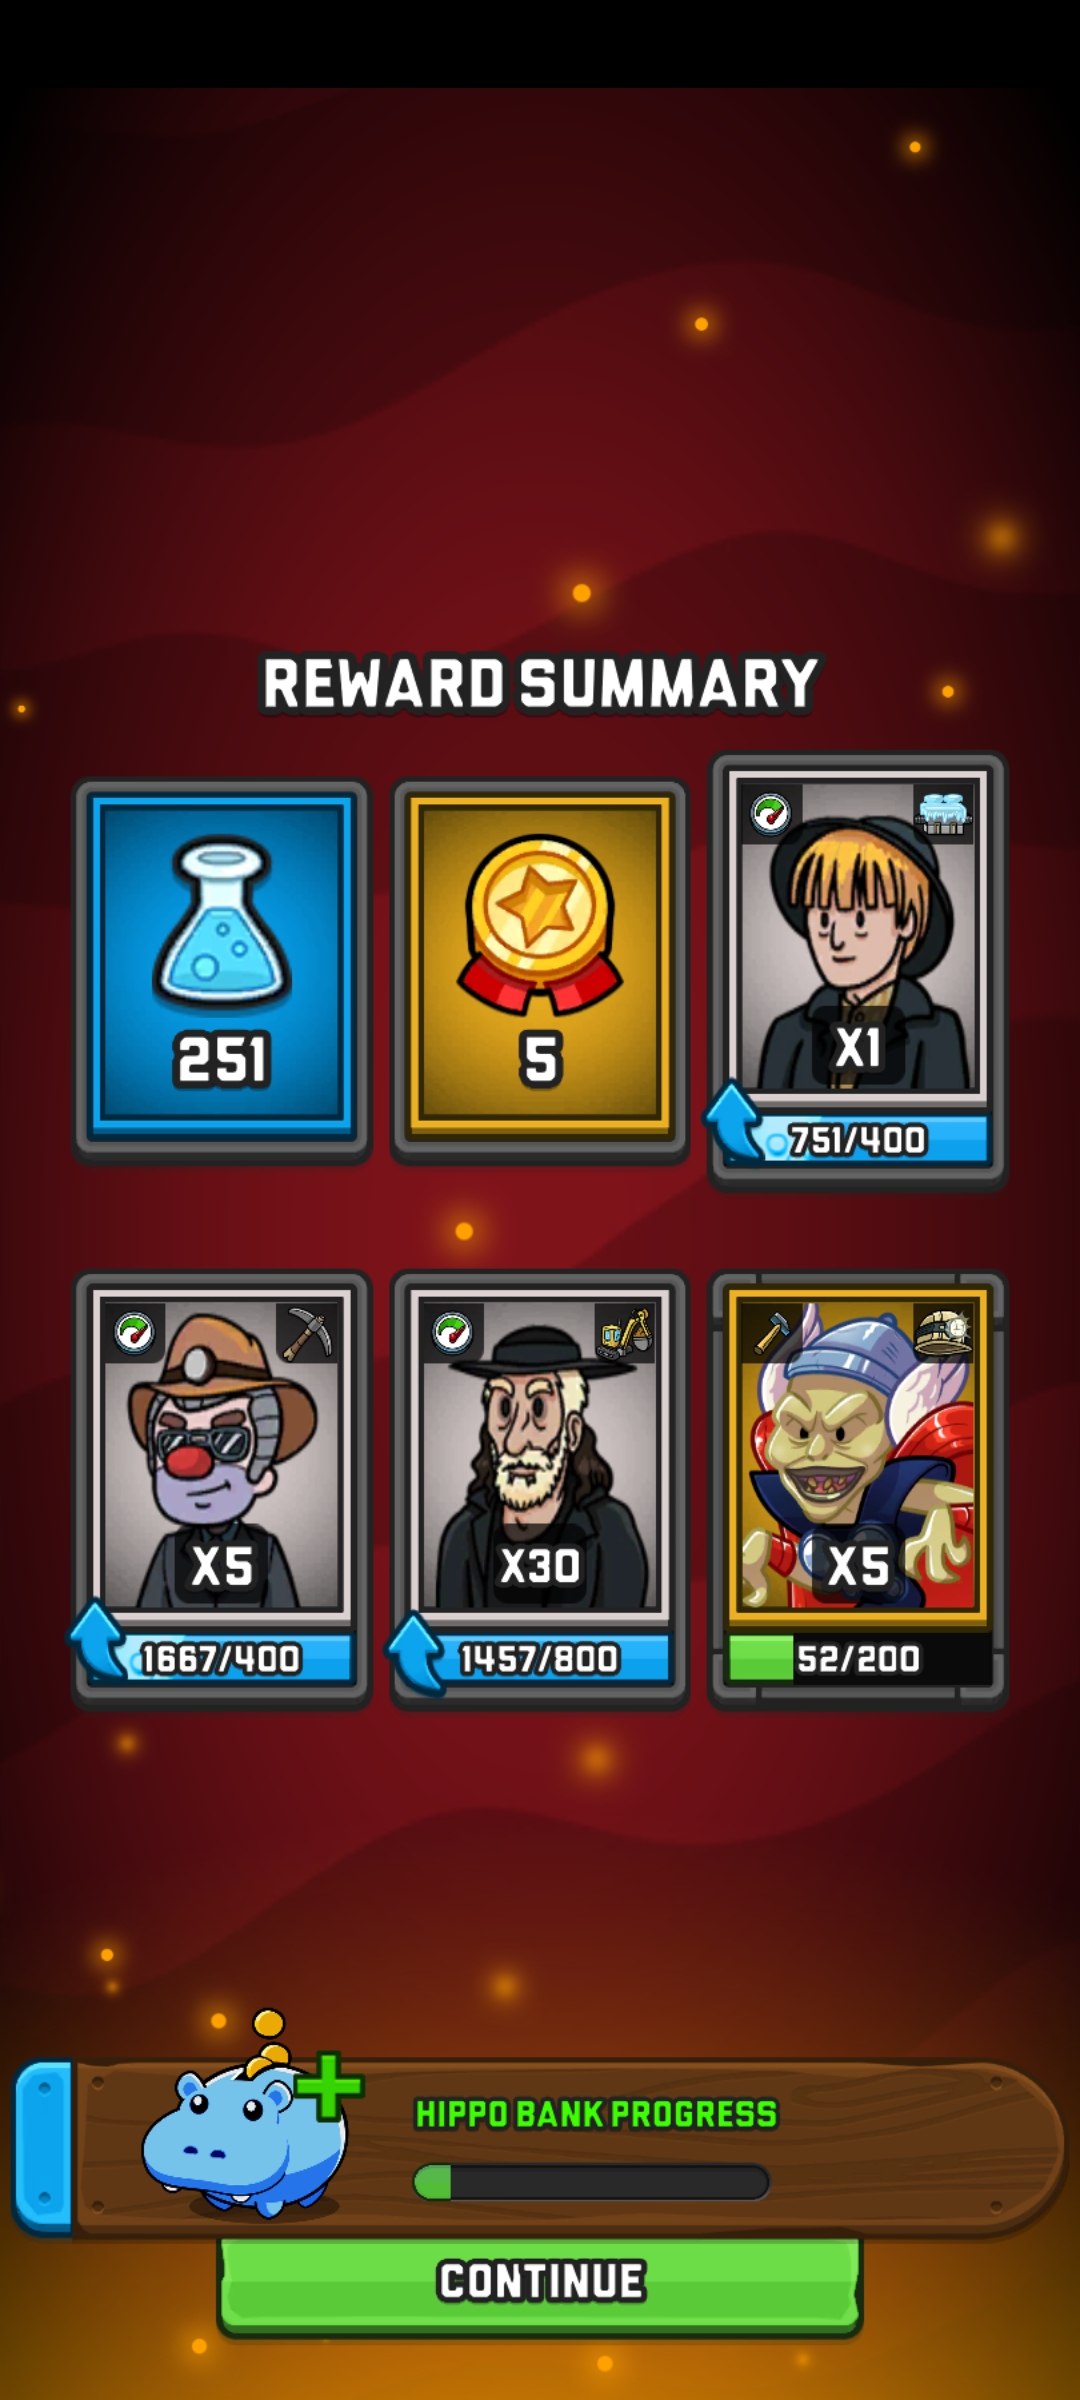 REWARD SUMMARY
251
5
X1
751/400
X5
1667/400
X30
1457/800
X5
52/200
HIPPO BANK PROGRESS
CONTINUE